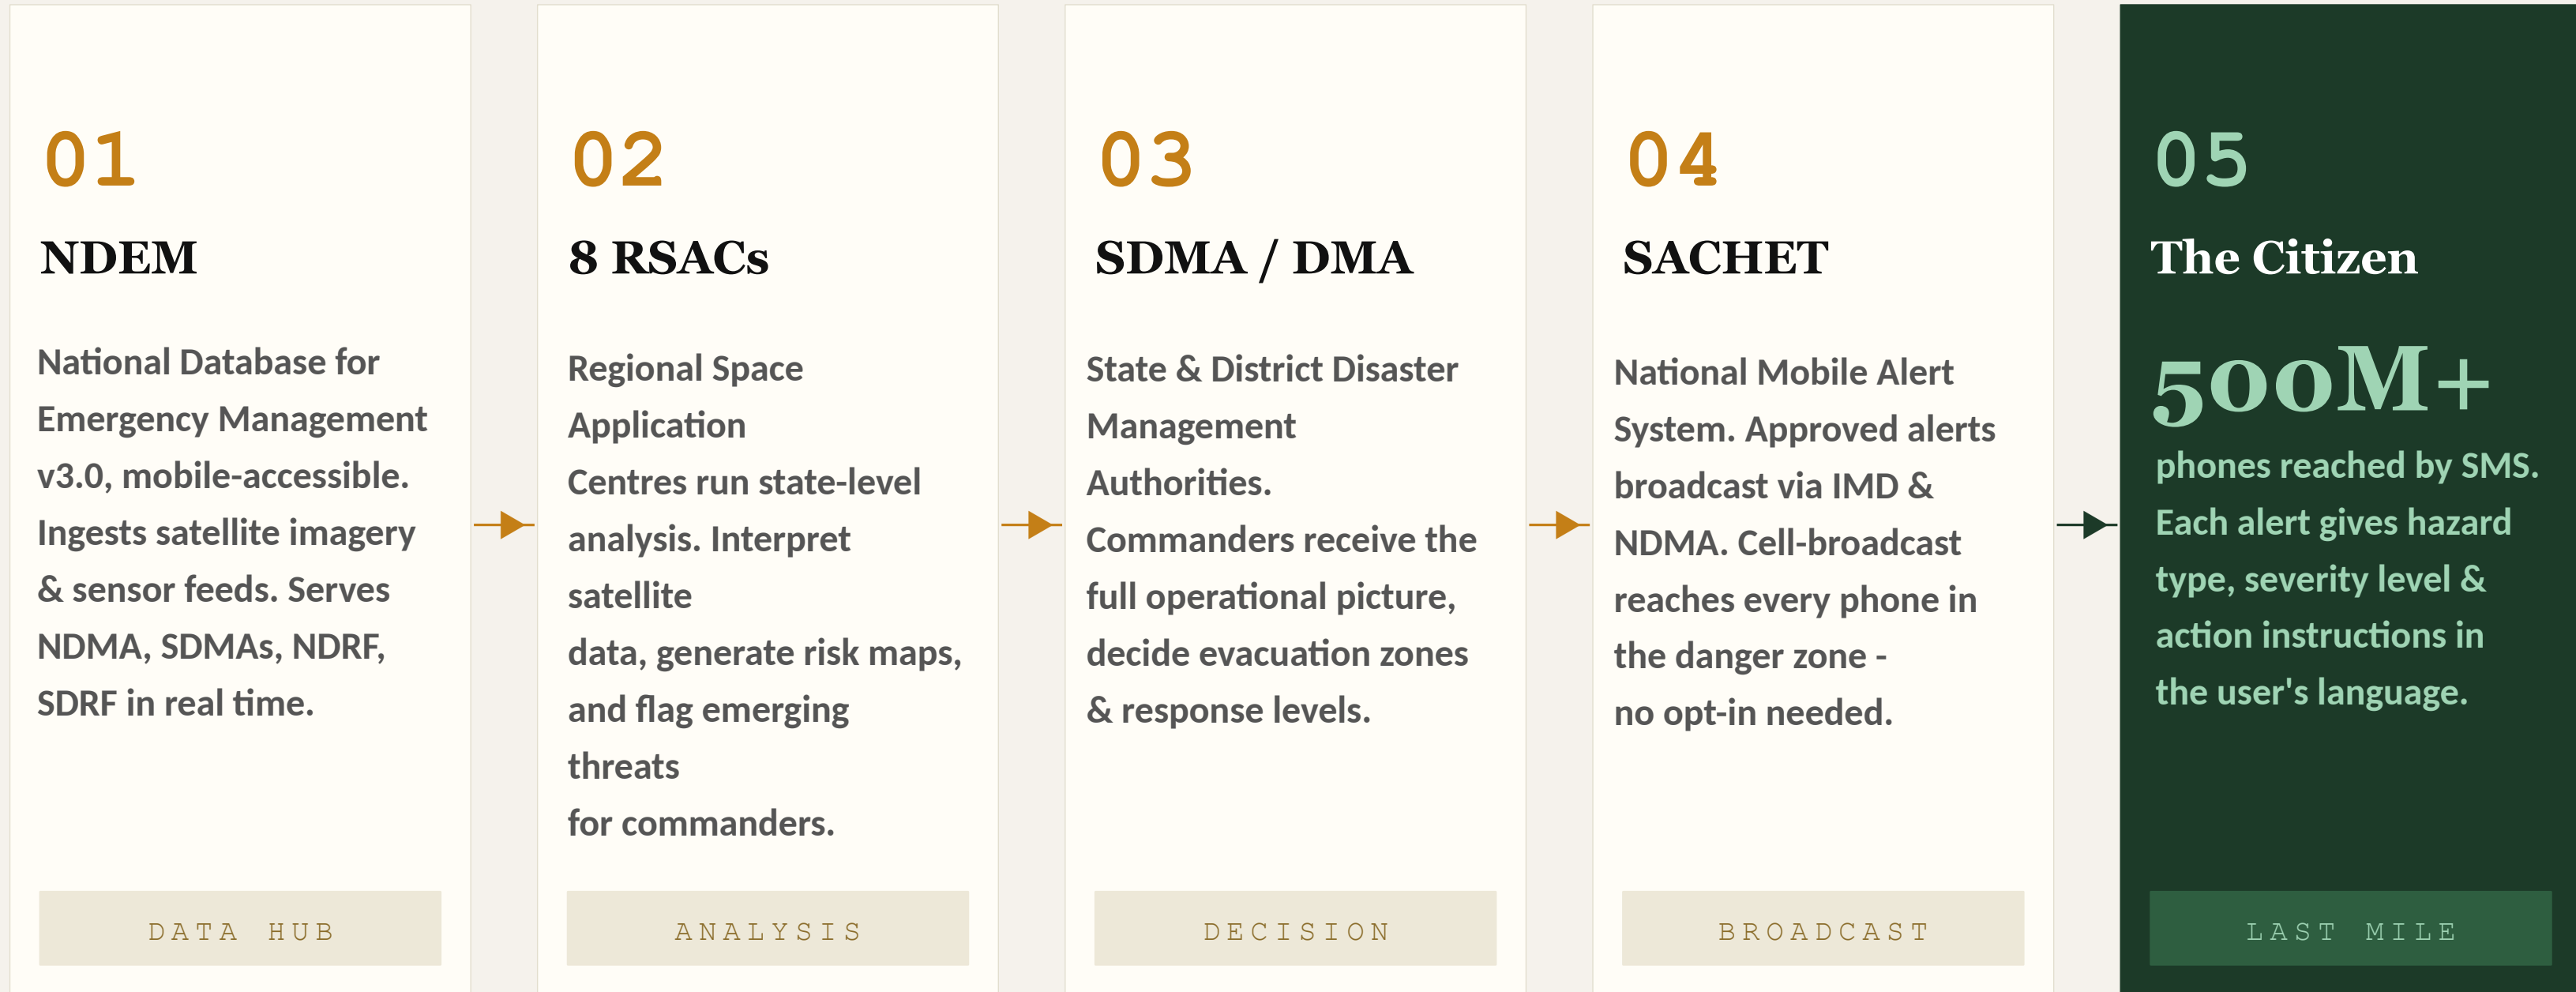 01
NDEM
National Database for
Emergency Management
v3.0, mobile-accessible.
Ingests satellite imagery
& sensor feeds. Serves
NDMA, SDMAs, NDRF,
SDRF in real time.
DATA HUB
02
8 RSACs
Regional Space
Application
Centres run state-level
analysis. Interpret
satellite
data, generate risk maps,
and flag emerging
threats
for commanders.
ANALYSIS
03
SDMA / DMA
State & District Disaster
Management
Authorities.
Commanders receive the
full operational picture,
decide evacuation zones
& response levels.
DECISION
04
SACHET
National Mobile Alert
System. Approved alerts
broadcast via IMD &
NDMA. Cell-broadcast
reaches every phone in
the danger zone -
no opt-in needed.
BROADCAST
05
The Citizen
500M+
phones reached by SMS.
Each alert gives hazard
type, severity level &
action instructions in
the user's language.
LAST MILE